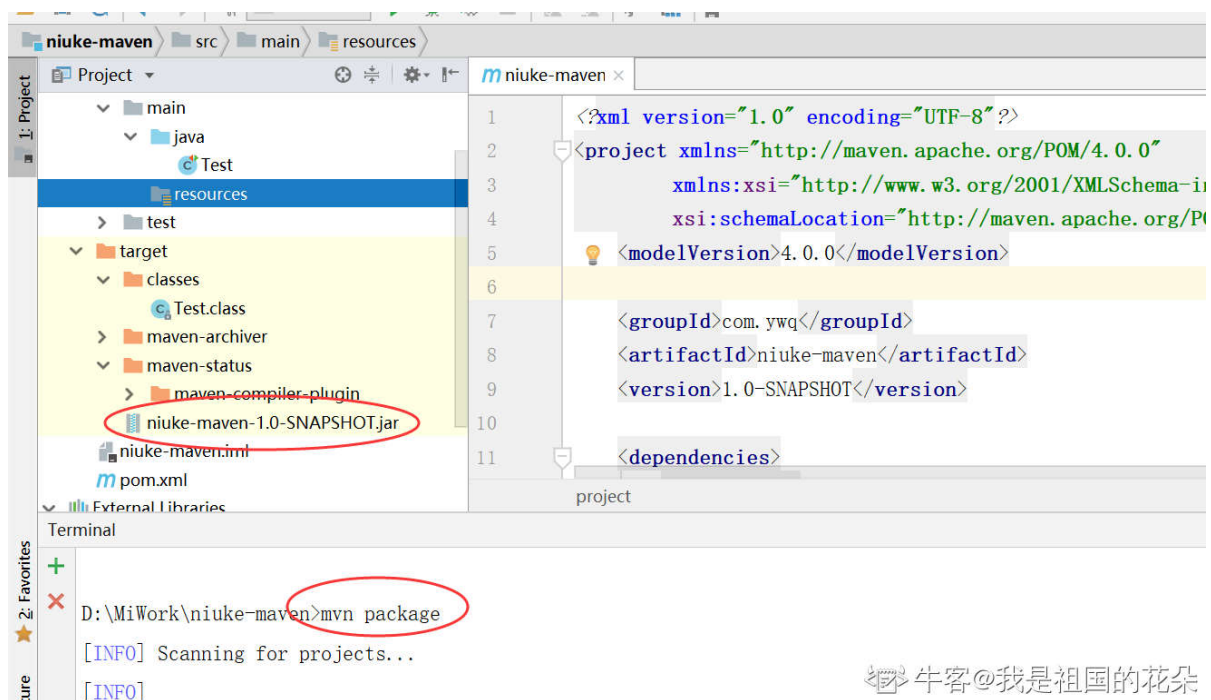 niuke-maven src main resources
Project
niuke-maven
1: Project
main
java
Test
resources
test
target
classes
Test.class
maven-archiver
maven-status
maven-compiler-plugin
niuke-maven-1.0-SNAPSHOT.jar
niuke-maven.iml
pom.xml
External Libraries
1 <?xml version="1.0" encoding="UTF-8"?>
2 <project xmlns="http://maven.apache.org/POM/4.0.0"
3 xmlns:xsi="http://www.w3.org/2001/XMLSchema-i
4 xsi:schemaLocation="http://maven.apache.org/PO
5 <modelVersion>4.0.0</modelVersion>
6
7 <groupId>com.ywq</groupId>
8 <artifactId>niuke-maven</artifactId>
9 <version>1.0-SNAPSHOT</version>
10
11 <dependencies>
project
Terminal
2: Favorites
D:\MiWork\niuke-maven>mvn package
[INFO] Scanning for projects...
[INFO]
牛客@我是祖国的花朵